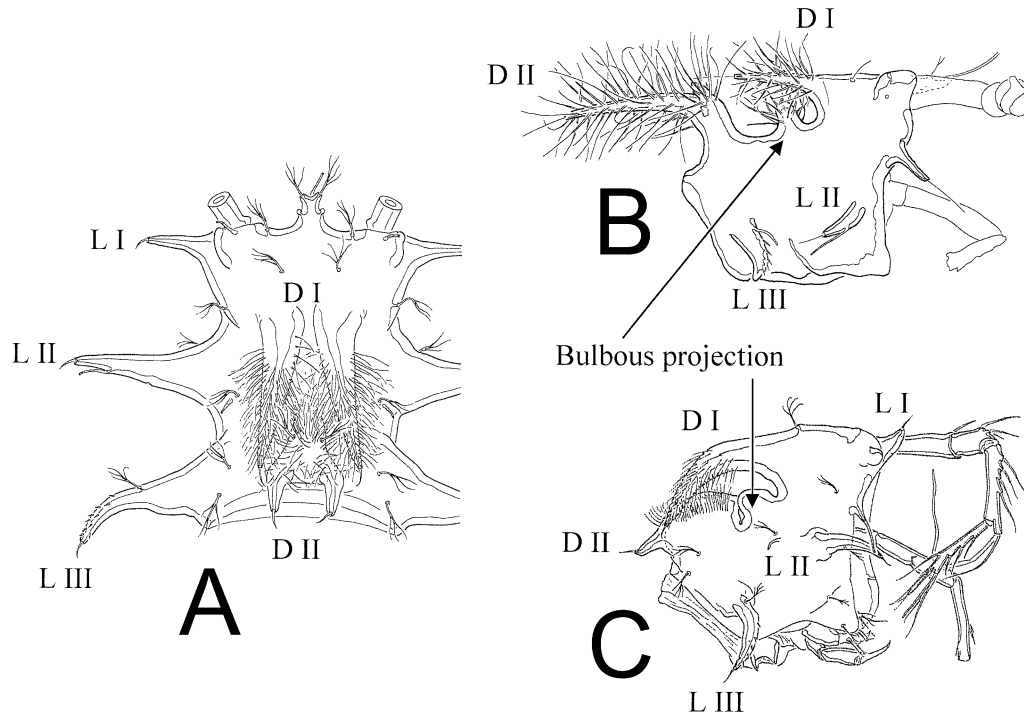 L I
D I
L II
D II
L III
A
D I
D II
B
L II
L III
Bulbous projection
D I
L I
D II
L II
C
L III